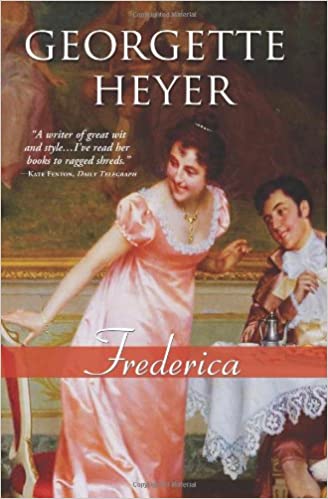 GEORGETTE
HEYER
“A writer of great wit
and style...I’ve read her
books to ragged shreds.”
—Kate Fenton, Daily Telegraph
Frederica